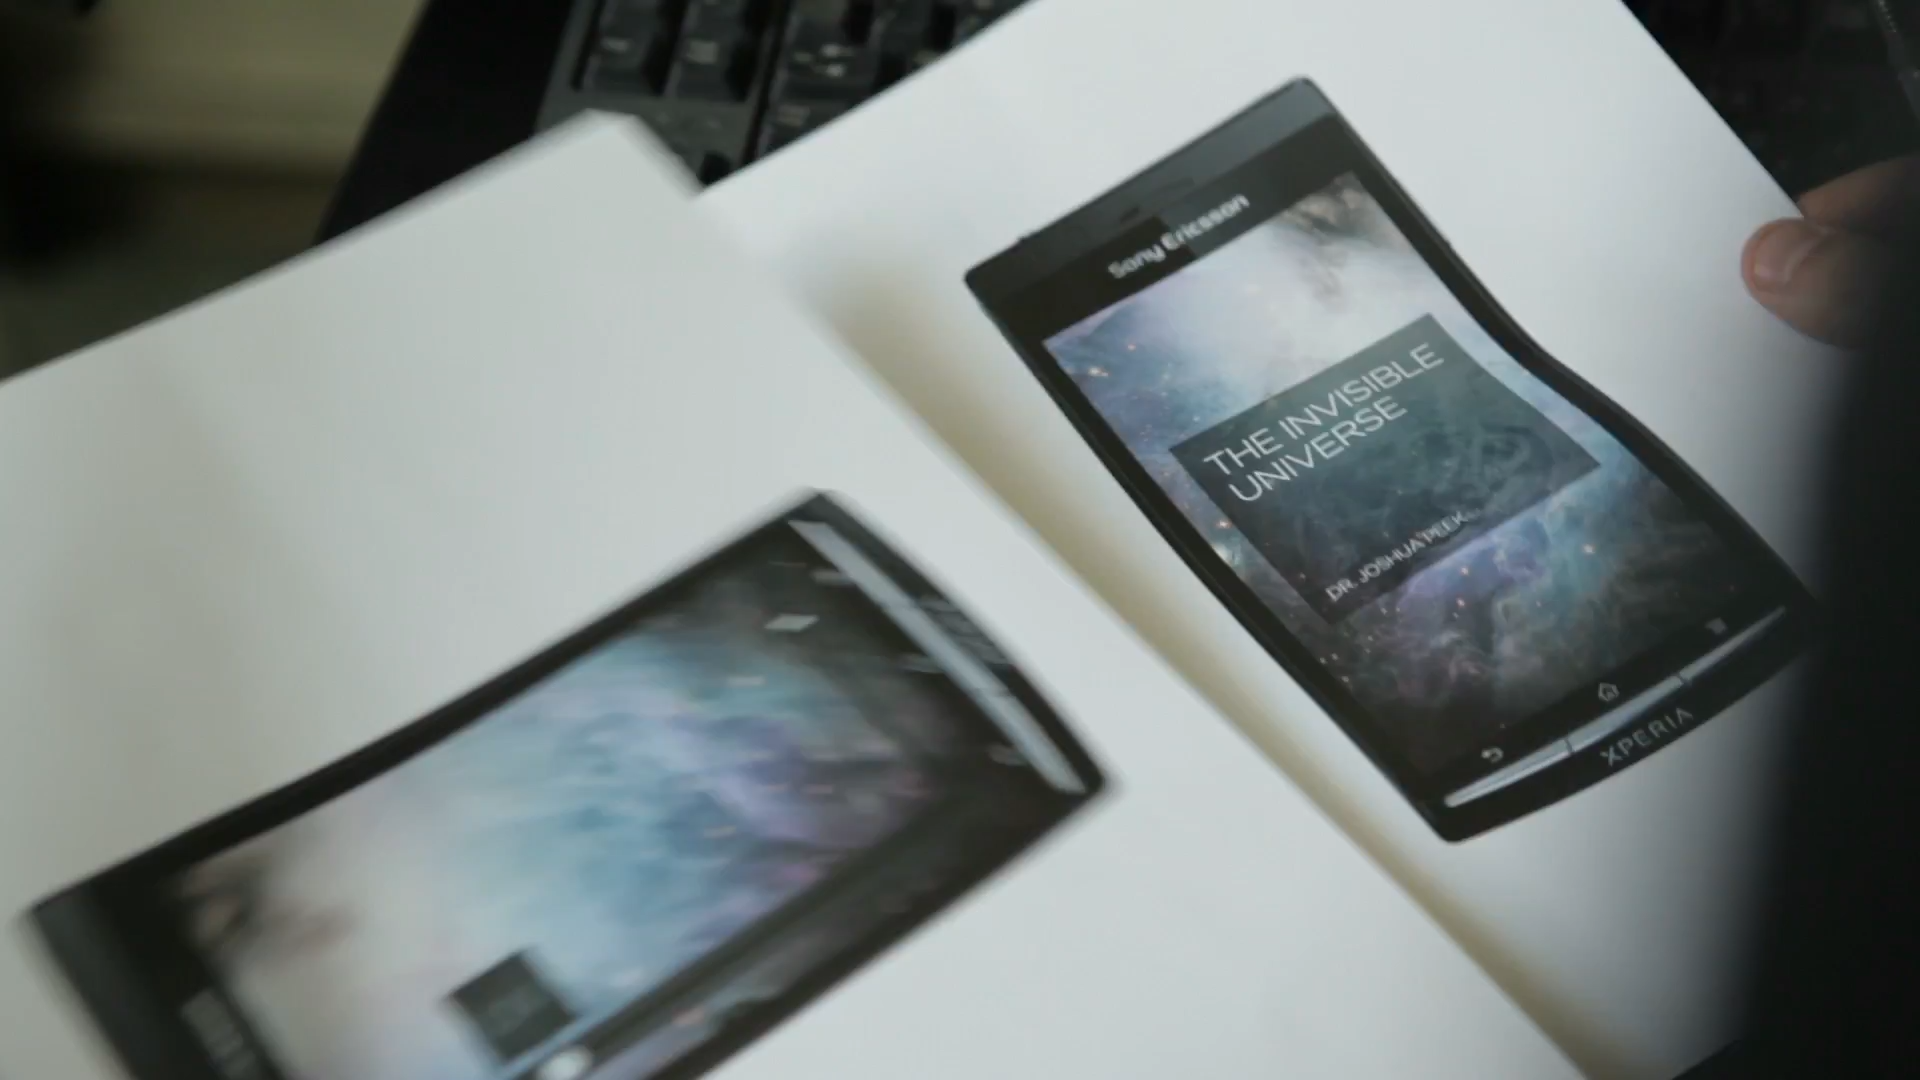 Sony Ericsson
THE INVISIBLE
UNIVERSE
DR. JOSHUA PEEK
XPERIA